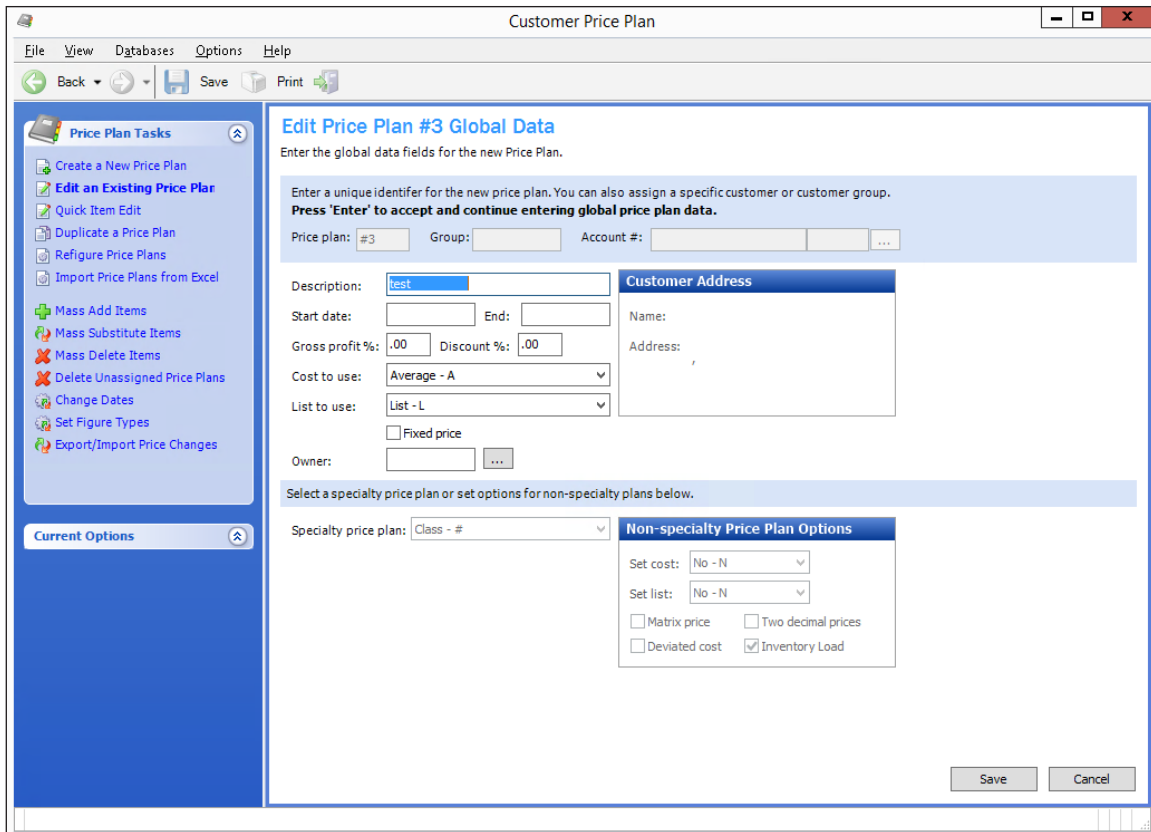 Customer Price Plan
File View Databases Options Help
Back Save Print
Price Plan Tasks
Create a New Price Plan
Edit an Existing Price Plan
Quick Item Edit
Duplicate a Price Plan
Refigure Price Plans
Import Price Plans from Excel
Mass Add Items
Mass Substitute Items
Mass Delete Items
Delete Unassigned Price Plans
Change Dates
Set Figure Types
Export/Import Price Changes
Current Options
Edit Price Plan #3 Global Data
Enter the global data fields for the new Price Plan.
Enter a unique identifer for the new price plan. You can also assign a specific customer or customer group.
Press 'Enter' to accept and continue entering global price plan data.
Price plan: #3 Group: Account #: ...
Description: test
Start date: End:
Gross profit %: .00 Discount %: .00
Cost to use: Average - A
List to use: List - L
Fixed price
Owner: ...
Customer Address
Name:
Address:
,
Select a specialty price plan or set options for non-specialty plans below.
Specialty price plan: Class - #
Non-specialty Price Plan Options
Set cost: No - N
Set list: No - N
Matrix price Two decimal prices
Deviated cost Inventory Load
Save Cancel